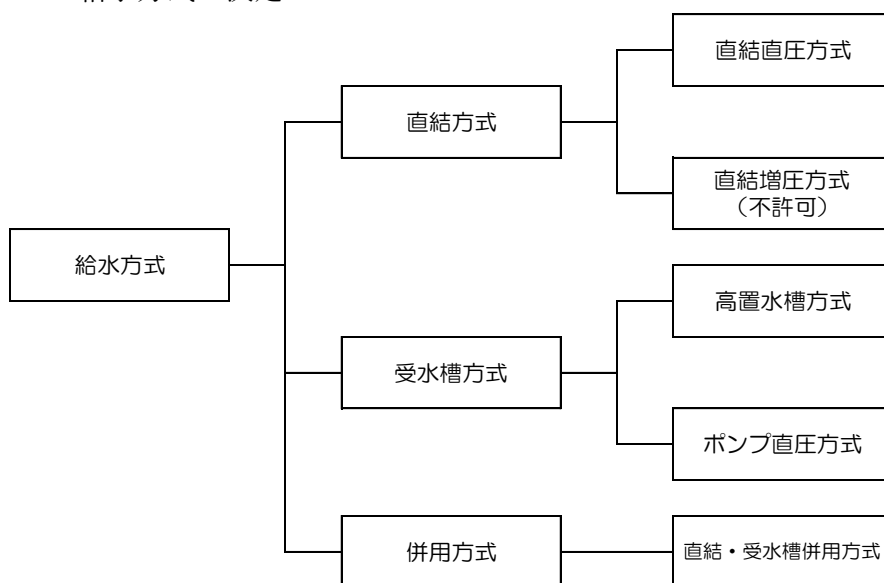 直結直圧方式
直結方式
直結増圧方式
（不許可）
給水方式
高置水槽方式
受水槽方式
ポンプ直圧方式
併用方式
直結・受水槽併用方式